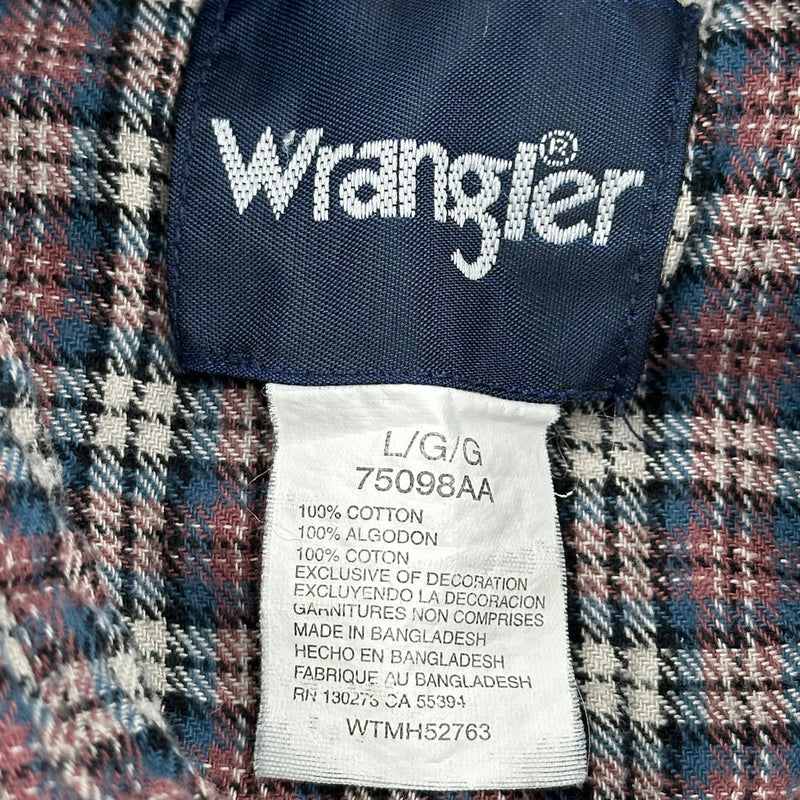 Wrangler®
L/G/G
75098AA
100% COTTON
100% ALGODON
100% COTON
EXCLUSIVE OF DECORATION
EXCLUYENDO LA DECORACION
GARNITURES NON COMPRISES
MADE IN BANGLADESH
HECHO EN BANGLADESH
FABRIQUE AU BANGLADESH
RN 130273 CA 55394
WTMH52763